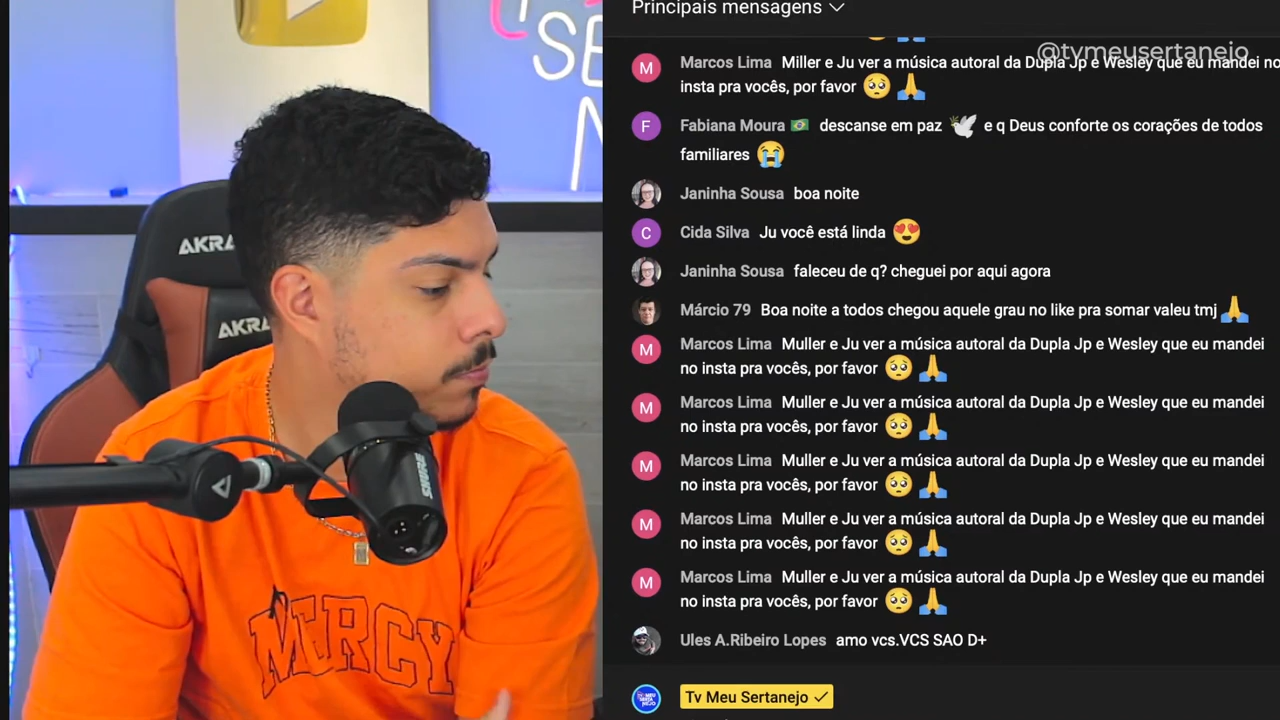 SE
N
AKRA
AKRA
SHURE
MERCY
Principais mensagens
@tvmeusertanejo
Marcos Lima Miller e Ju ver a música autoral da Dupla Jp e Wesley que eu mandei no
insta pra vocês, por favor 🥺🙏
F
Fabiana Moura 🇧🇷 descanse em paz 🕊 e q Deus conforte os corações de todos
familiares 😭
Janinha Sousa boa noite
C
Cida Silva Ju você está linda 😍
Janinha Sousa faleceu de q? cheguei por aqui agora
Márcio 79 Boa noite a todos chegou aquele grau no like pra somar valeu tmj 🙏
M
Marcos Lima Muller e Ju ver a música autoral da Dupla Jp e Wesley que eu mandei
no insta pra vocês, por favor 🥺🙏
M
Marcos Lima Muller e Ju ver a música autoral da Dupla Jp e Wesley que eu mandei
no insta pra vocês, por favor 🥺🙏
M
Marcos Lima Muller e Ju ver a música autoral da Dupla Jp e Wesley que eu mandei
no insta pra vocês, por favor 🥺🙏
M
Marcos Lima Muller e Ju ver a música autoral da Dupla Jp e Wesley que eu mandei
no insta pra vocês, por favor 🥺🙏
M
Marcos Lima Muller e Ju ver a música autoral da Dupla Jp e Wesley que eu mandei
no insta pra vocês, por favor 🥺🙏
Ules A.Ribeiro Lopes amo vcs.VCS SAO D+
Tv Meu Sertanejo